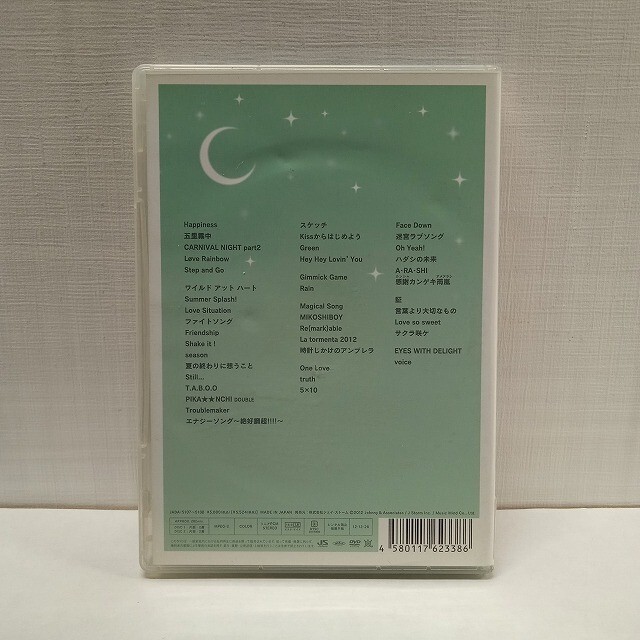 Happiness
五里霧中
CARNIVAL NIGHT part2
Love Rainbow
Step and Go
ワイルド アット ハート
Summer Splash!
Love Situation
ファイトソング
Friendship
Shake it!
season
夏の終わりに想うこと
Still...
T.A.B.O.O
PIKA★★NCHI DOUBLE
Troublemaker
エナジーソング〜絶好調超!!!!〜
スケッチ
Kissからはじめよう
Green
Hey Hey Lovin' You
Gimmick Game
Rain
Magical Song
MIKOSHIBOY
Re(mark)able
La tormenta 2012
時計じかけのアンブレラ
One Love
truth
5×10
Face Down
迷宮ラブソング
Oh Yeah!
ハダシの未来
A・RA・SHI
感謝カンゲキ雨嵐
証
言葉より大切なもの
Love so sweet
サクラ咲ケ
EYES WITH DELIGHT
voice
MADE IN JAPAN
COLOR
4 580117 623386